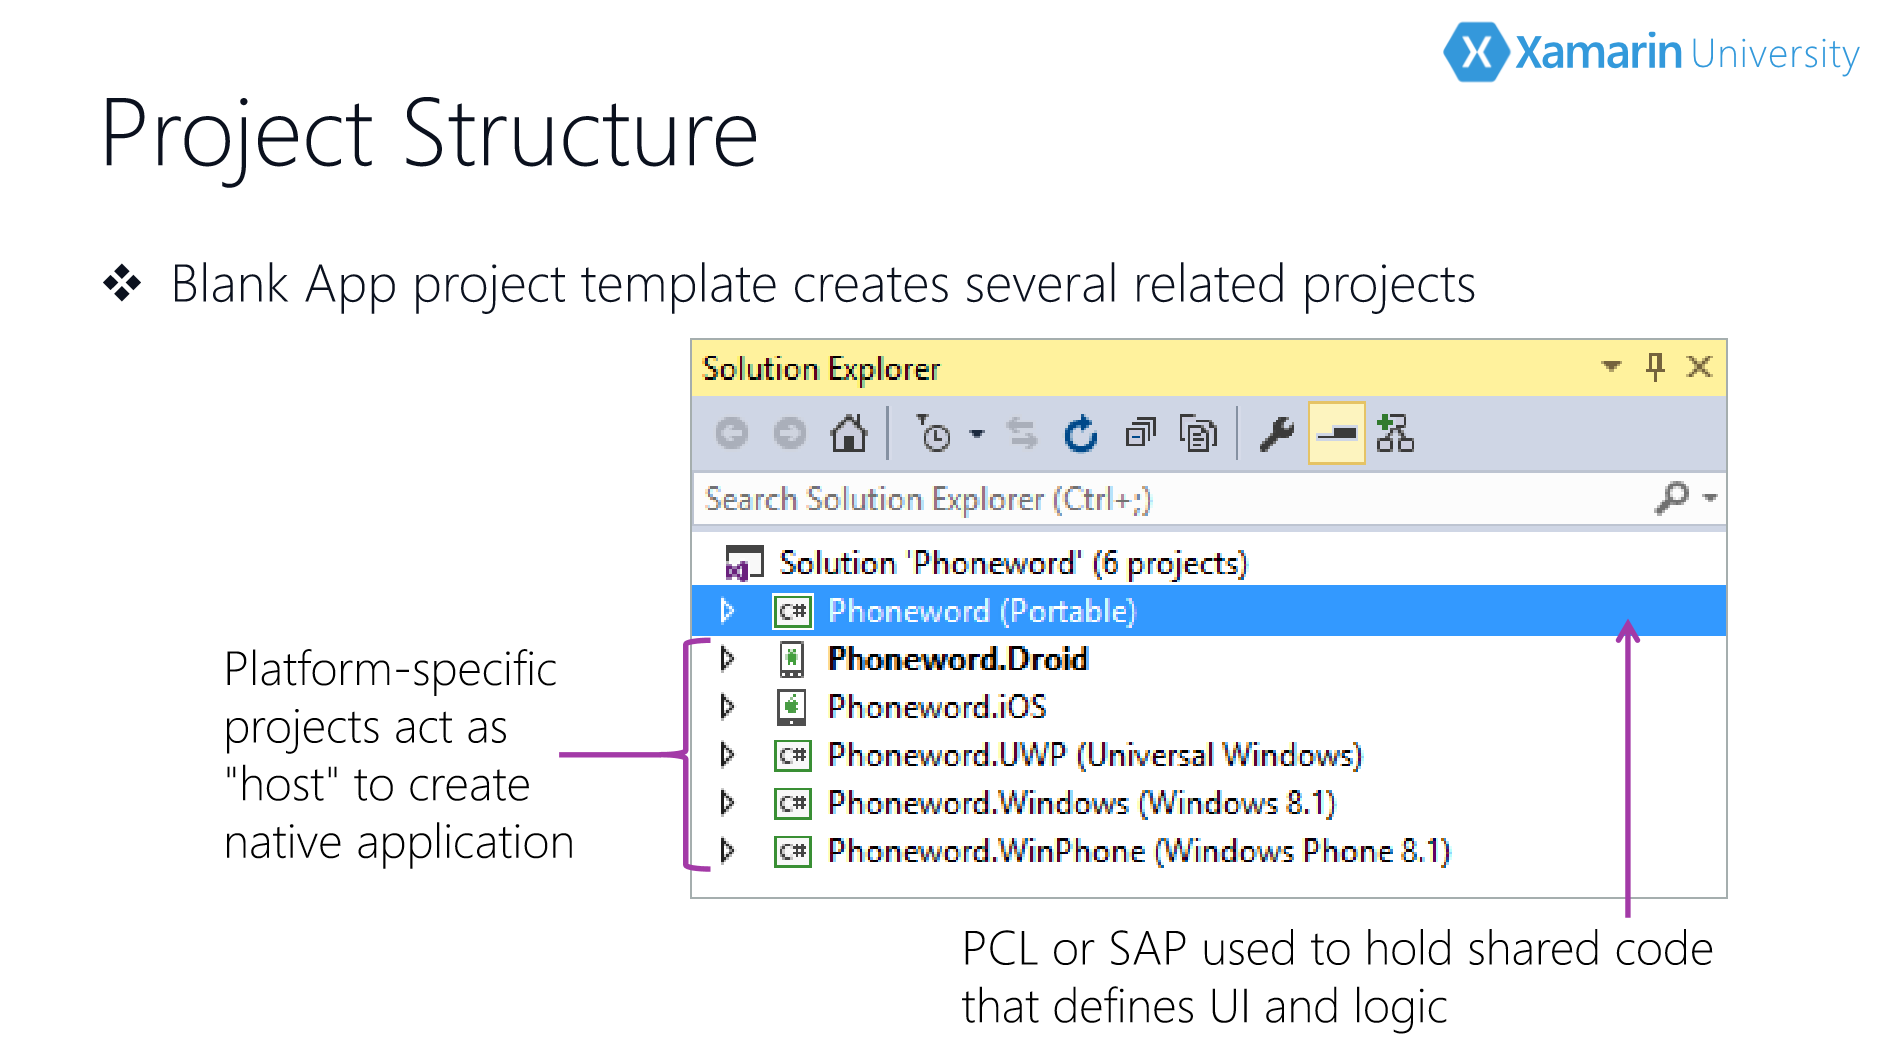 Xamarin University
Project Structure
❖ Blank App project template creates several related projects
Solution Explorer
Search Solution Explorer (Ctrl+;)
Solution 'Phoneword' (6 projects)
C# Phoneword (Portable)
Phoneword.Droid
Phoneword.iOS
C# Phoneword.UWP (Universal Windows)
C# Phoneword.Windows (Windows 8.1)
C# Phoneword.WinPhone (Windows Phone 8.1)
Platform-specific
projects act as
"host" to create
native application
PCL or SAP used to hold shared code
that defines UI and logic